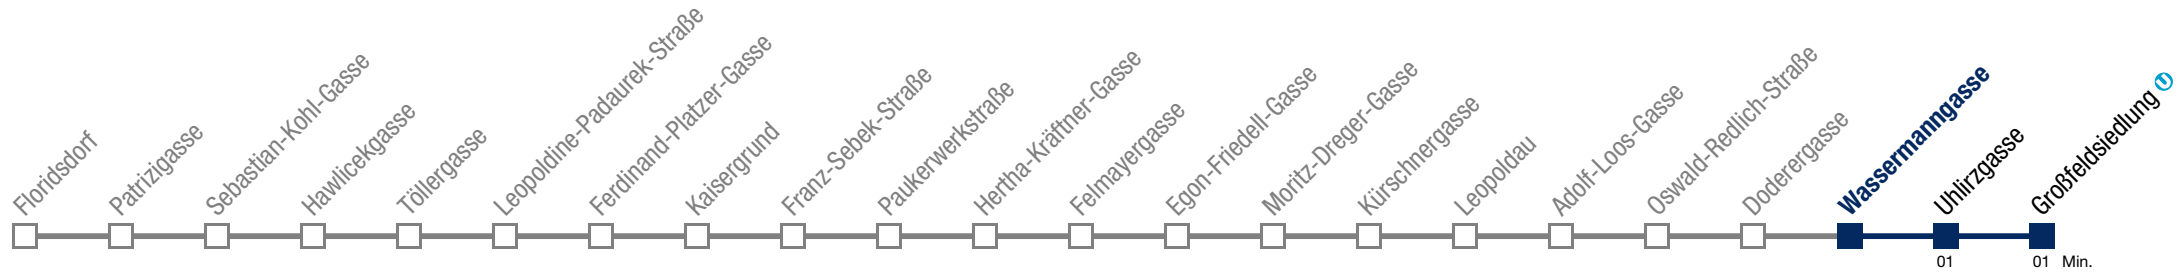 Floridsdorf
Patrizigasse
Sebastian-Kohl-Gasse
Hawlicekgasse
Töllergasse
Leopoldine-Padaurek-Straße
Ferdinand-Platzer-Gasse
Kaisergrund
Franz-Sebek-Straße
Paukerwerkstraße
Hertha-Kräftner-Gasse
Felmayergasse
Egon-Friedell-Gasse
Moritz-Dreger-Gasse
Kürschnergasse
Leopoldau
Adolf-Loos-Gasse
Oswald-Redlich-Straße
Doderergasse
Wassermanngasse
Uhlirzgasse
Großfeldsiedlung U
01
01 Min.